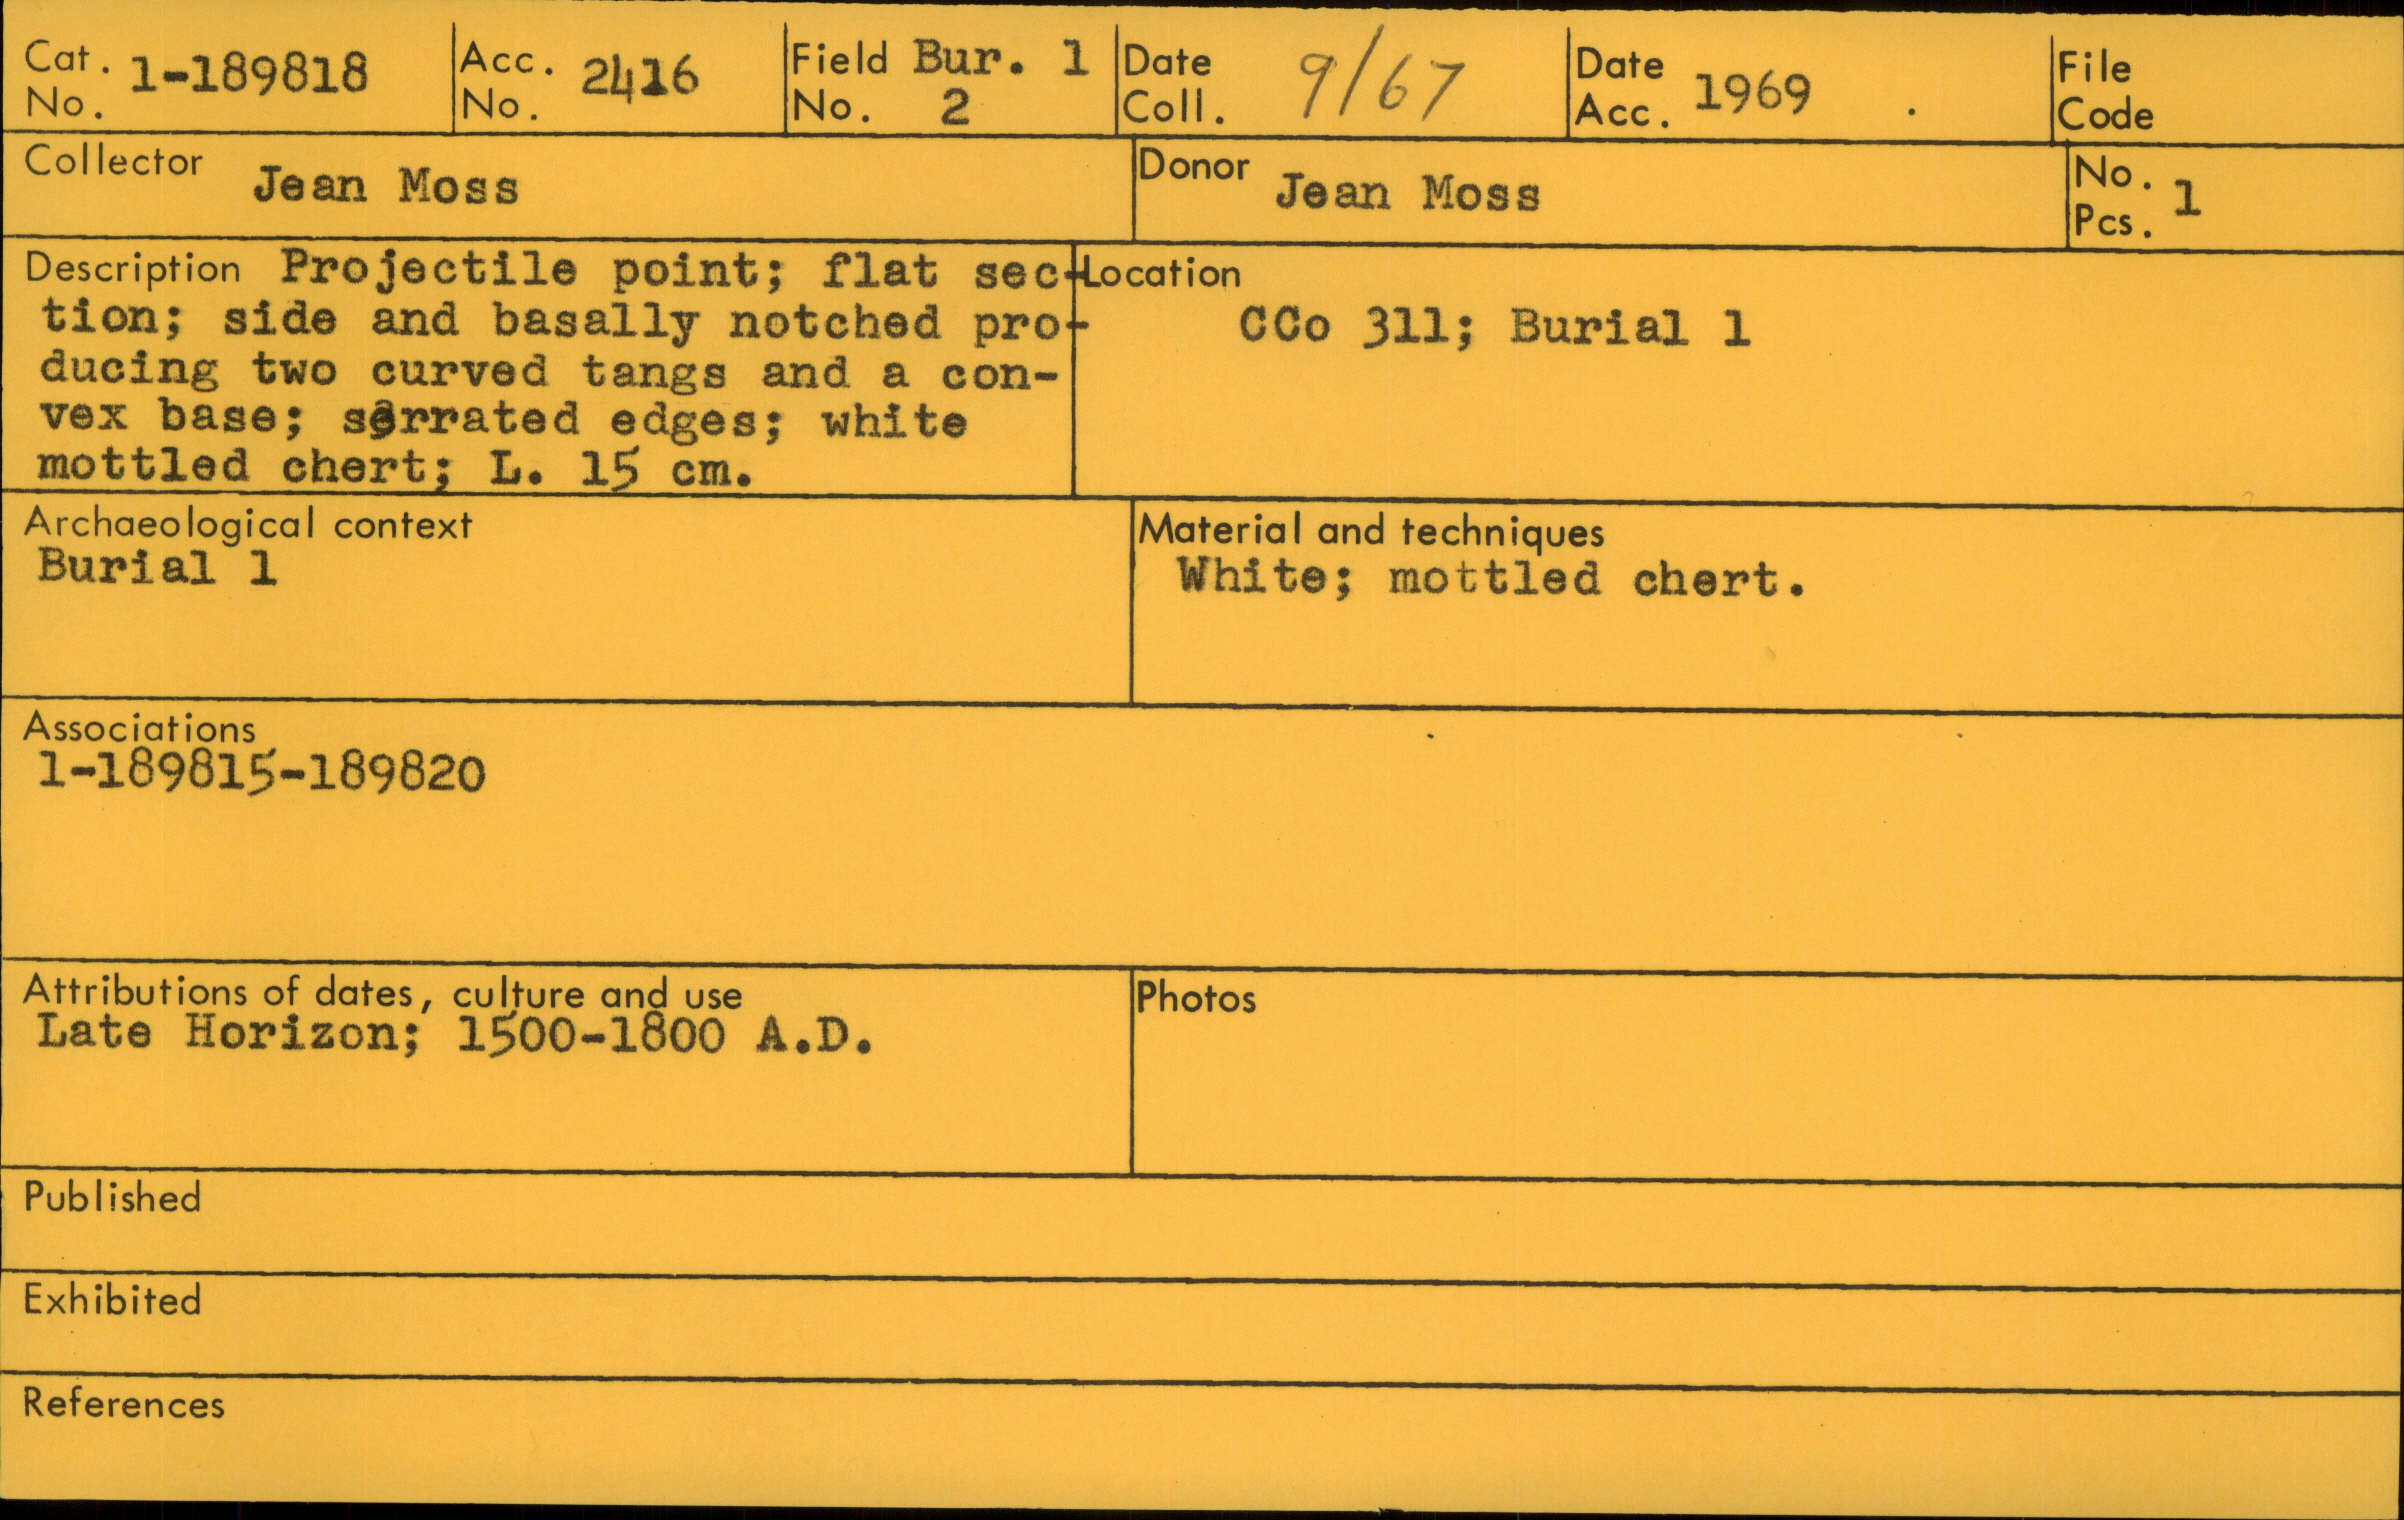 Cat. No. 1-189818
Acc. No. 2416
Field No. Bur. 1 2
Date Coll. 9/67
Date Acc. 1969
File Code
Collector Jean Moss
Donor Jean Moss
No. Pcs. 1
Description Projectile point; flat sec-
tion; side and basally notched pro-
ducing two curved tangs and a con-
vex base; serrated edges; white
mottled chert; L. 15 cm.
Location
CCo 311; Burial 1
Archaeological context
Burial 1
Material and techniques
White; mottled chert.
Associations
1-189815-189820
Attributions of dates, culture and use
Late Horizon; 1500-1800 A.D.
Photos
Published
Exhibited
References